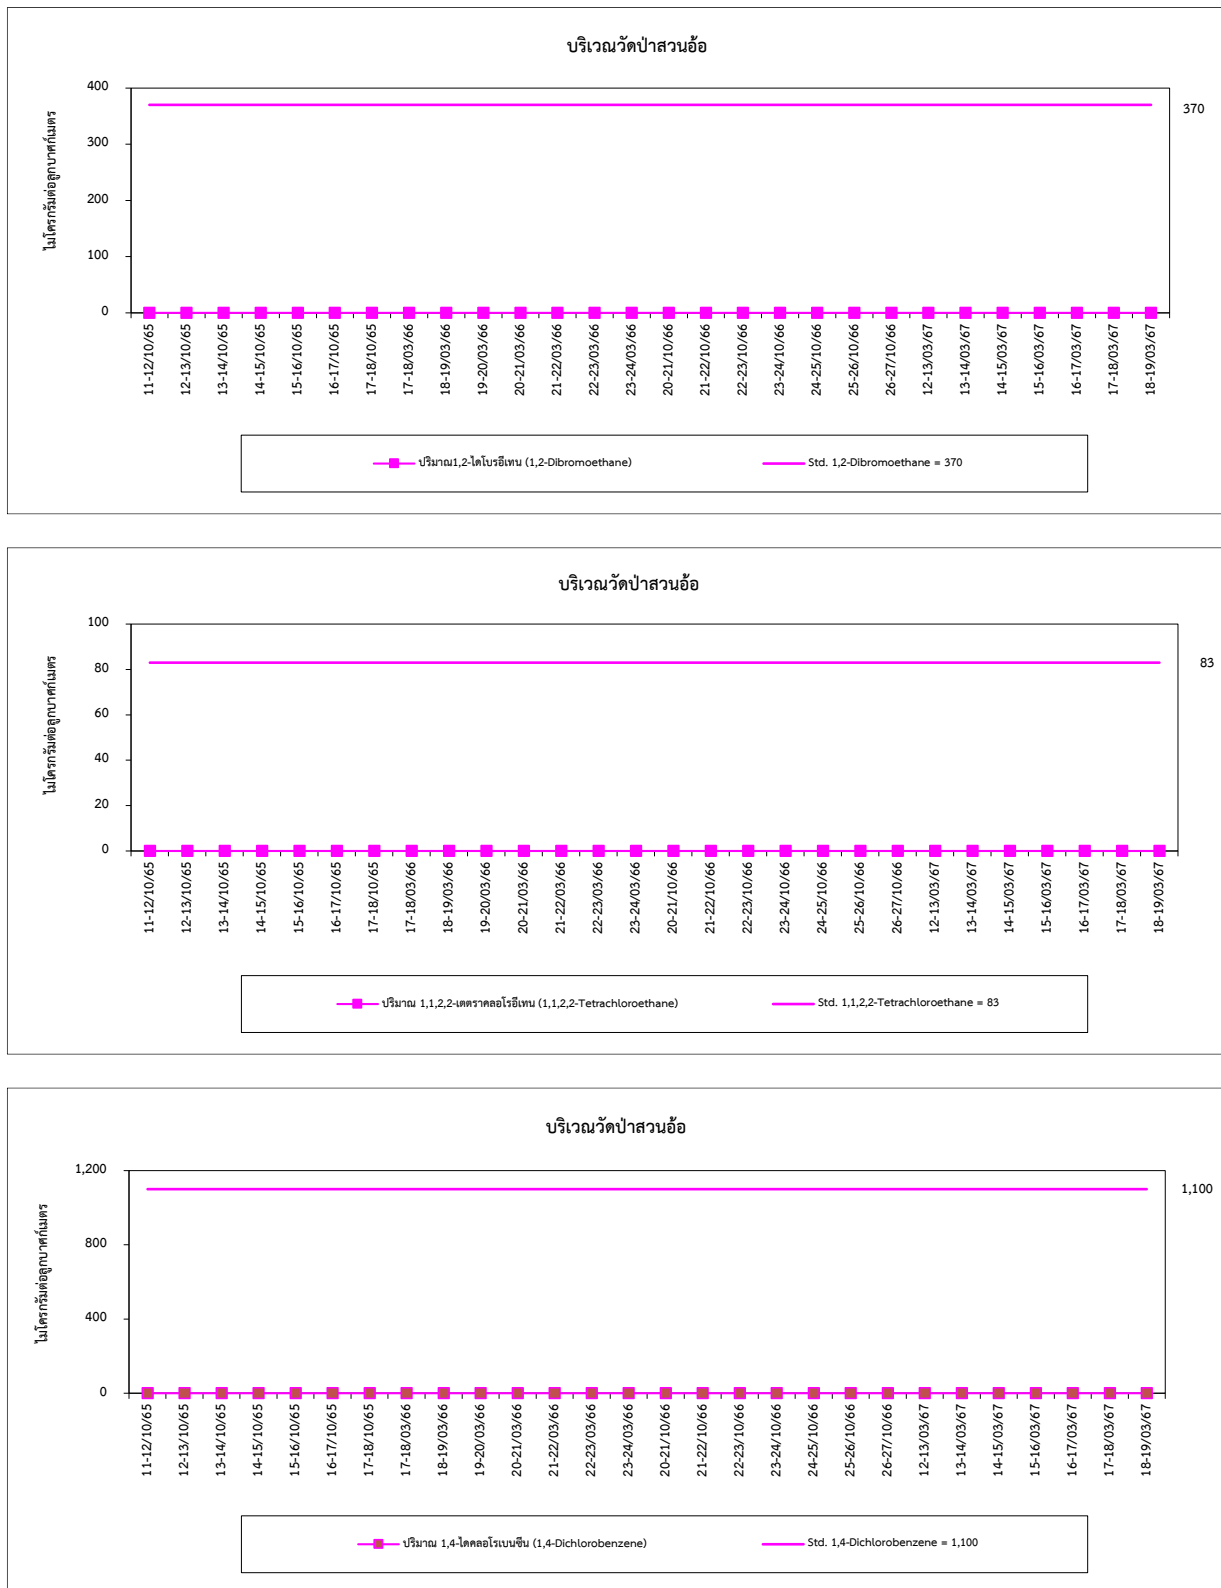 บริเวณวัดป่าสวนอ้อ
ไมโครกรัมต่อลูกบาศก์เมตร
400
300
200
100
0
370
11-12/10/65 12-13/10/65 13-14/10/65 14-15/10/65 15-16/10/65 16-17/10/65 17-18/10/65 17-18/03/66 18-19/03/66 19-20/03/66 20-21/03/66 21-22/03/66 22-23/03/66 23-24/03/66 20-21/10/66 21-22/10/66 22-23/10/66 23-24/10/66 24-25/10/66 25-26/10/66 26-27/10/66 12-13/03/67 13-14/03/67 14-15/03/67 15-16/03/67 16-17/03/67 17-18/03/67 18-19/03/67
ปริมาณ1,2-ไดโบรอีเทน (1,2-Dibromoethane) Std. 1,2-Dibromoethane = 370
บริเวณวัดป่าสวนอ้อ
ไมโครกรัมต่อลูกบาศก์เมตร
100
80
60
40
20
0
83
11-12/10/65 12-13/10/65 13-14/10/65 14-15/10/65 15-16/10/65 16-17/10/65 17-18/10/65 17-18/03/66 18-19/03/66 19-20/03/66 20-21/03/66 21-22/03/66 22-23/03/66 23-24/03/66 20-21/10/66 21-22/10/66 22-23/10/66 23-24/10/66 24-25/10/66 25-26/10/66 26-27/10/66 12-13/03/67 13-14/03/67 14-15/03/67 15-16/03/67 16-17/03/67 17-18/03/67 18-19/03/67
ปริมาณ 1,1,2,2-เตตราคลอโรอีเทน (1,1,2,2-Tetrachloroethane) Std. 1,1,2,2-Tetrachloroethane = 83
บริเวณวัดป่าสวนอ้อ
ไมโครกรัมต่อลูกบาศก์เมตร
1,200
800
400
0
1,100
11-12/10/65 12-13/10/65 13-14/10/65 14-15/10/65 15-16/10/65 16-17/10/65 17-18/10/65 17-18/03/66 18-19/03/66 19-20/03/66 20-21/03/66 21-22/03/66 22-23/03/66 23-24/03/66 20-21/10/66 21-22/10/66 22-23/10/66 23-24/10/66 24-25/10/66 25-26/10/66 26-27/10/66 12-13/03/67 13-14/03/67 14-15/03/67 15-16/03/67 16-17/03/67 17-18/03/67 18-19/03/67
ปริมาณ 1,4-ไดคลอโรเบนซีน (1,4-Dichlorobenzene) Std. 1,4-Dichlorobenzene = 1,100